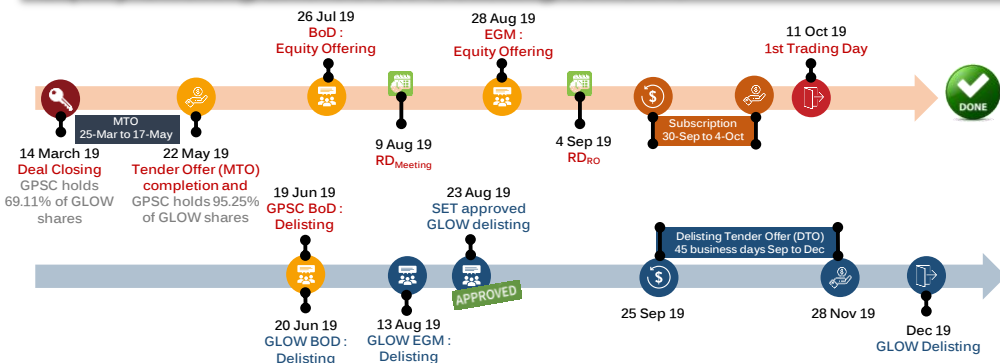 26 Jul 19
BoD :
Equity Offering
28 Aug 19
EGM :
Equity Offering
11 Oct 19
1st Trading Day
DONE
MTO
25-Mar to 17-May
Subscription
30-Sep to 4-Oct
14 March 19
Deal Closing
GPSC holds
69.11% of GLOW
shares
22 May 19
Tender Offer (MTO)
completion and
GPSC holds 95.25%
of GLOW shares
9 Aug 19
RDMeeting
4 Sep 19
RDRO
19 Jun 19
GPSC BoD :
Delisting
23 Aug 19
SET approved
GLOW delisting
Delisting Tender Offer (DTO)
45 business days Sep to Dec
APPROVED
20 Jun 19
GLOW BOD :
Delisting
13 Aug 19
GLOW EGM :
Delisting
25 Sep 19
28 Nov 19
Dec 19
GLOW Delisting